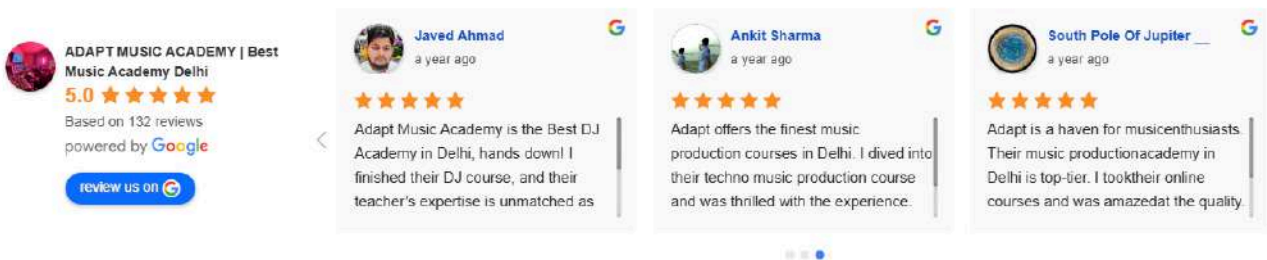 ADAPT MUSIC ACADEMY | Best
Music Academy Delhi
5.0
Based on 132 reviews
powered by Google
review us on
Javed Ahmad
a year ago
Adapt Music Academy is the Best DJ
Academy in Delhi, hands down! I
finished their DJ course, and their
teacher's expertise is unmatched as
Ankit Sharma
a year ago
Adapt offers the finest music
production courses in Delhi. I dived into
their techno music production course
and was thrilled with the experience.
South Pole Of Jupiter __
a year ago
Adapt is a haven for musicenthusiasts.
Their music productionacademy in
Delhi is top-tier. I tooktheir online
courses and was amazedat the quality.